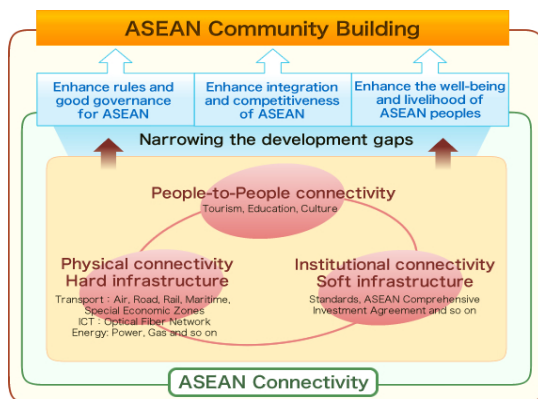 ASEAN Community Building
Enhance rules and
good governance
for ASEAN
Enhance integration
and competitiveness
of ASEAN
Enhance the well-being
and livelihood of
ASEAN peoples
Narrowing the development gaps
People-to-People connectivity
Tourism, Education, Culture
Physical connectivity
Hard infrastructure
Transport : Air, Road, Rail, Maritime,
Special Economic Zones
ICT : Optical Fiber Network
Energy: Power, Gas and so on
Institutional connectivity
Soft infrastructure
Standards, ASEAN Comprehensive
Investment Agreement and so on
ASEAN Connectivity